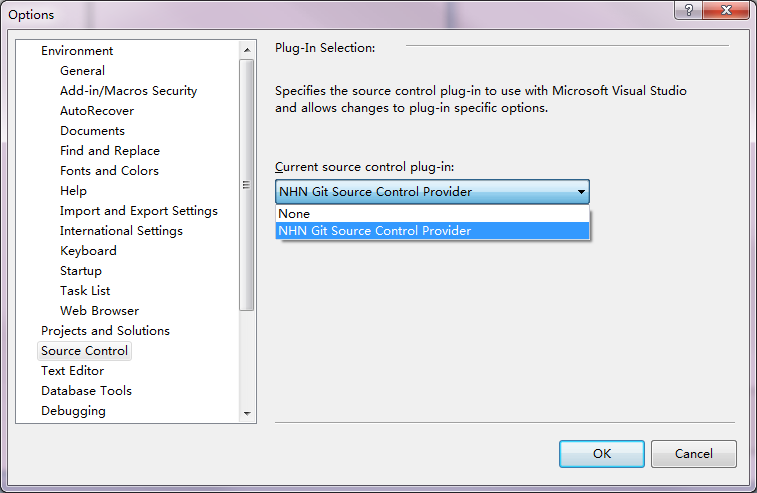 Options
Environment
General
Add-in/Macros Security
AutoRecover
Documents
Find and Replace
Fonts and Colors
Help
Import and Export Settings
International Settings
Keyboard
Startup
Task List
Web Browser
Projects and Solutions
Source Control
Text Editor
Database Tools
Debugging
Plug-In Selection:
Specifies the source control plug-in to use with Microsoft Visual Studio
and allows changes to plug-in specific options.
Current source control plug-in:
NHN Git Source Control Provider
None
NHN Git Source Control Provider
OK
Cancel